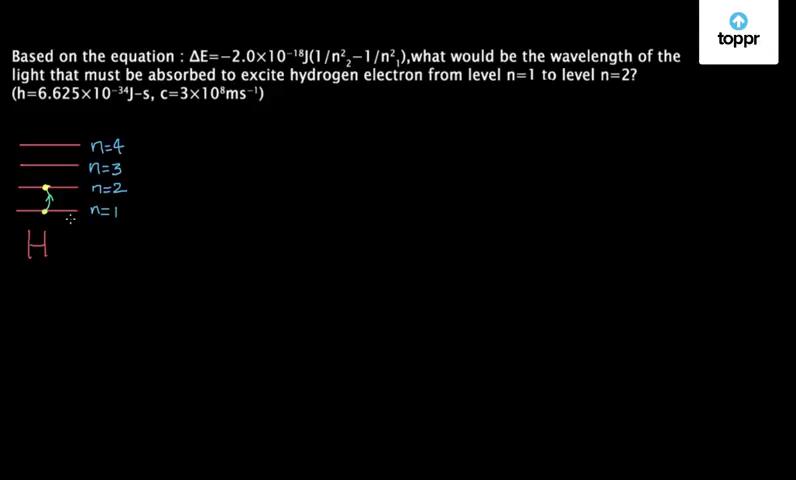 toppr
Based on the equation : ΔE=−2.0×10⁻¹⁸J(1/n²₂−1/n²₁),what would be the wavelength of the
light that must be absorbed to excite hydrogen electron from level n=1 to level n=2?
(h=6.625×10⁻³⁴J-s, c=3×10⁸ms⁻¹)
n=4
n=3
n=2
n=1
H